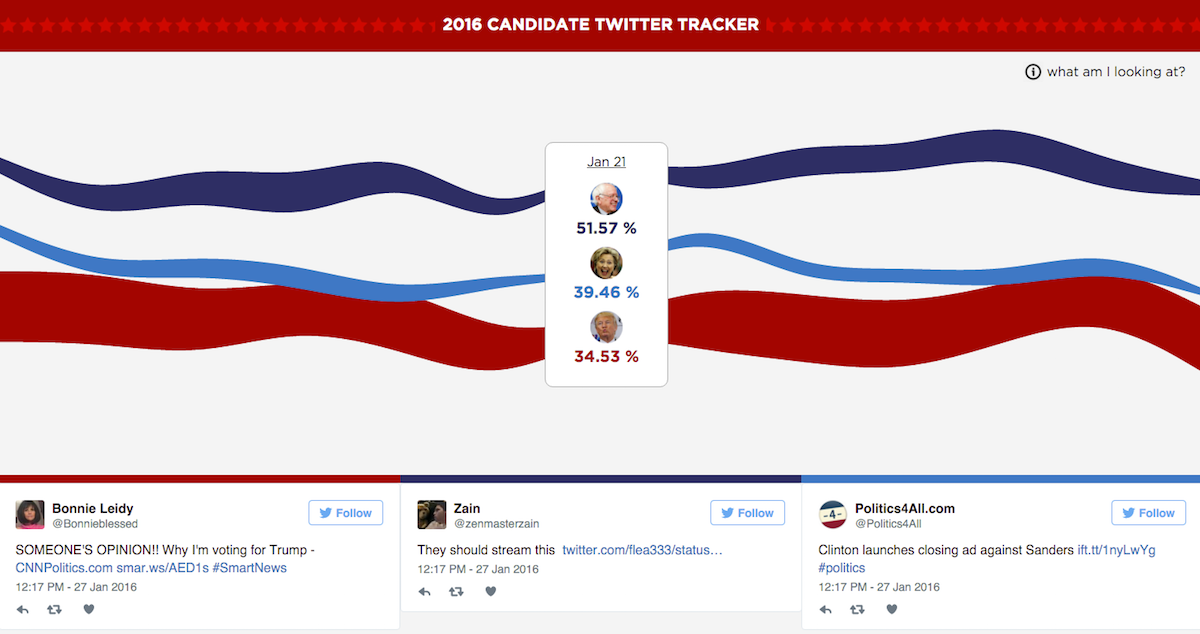 2016 CANDIDATE TWITTER TRACKER
what am I looking at?
Jan 21
51.57 %
39.46 %
34.53 %
Bonnie Leidy
@Bonnieblessed
Follow
SOMEONE'S OPINION!! Why I'm voting for Trump -
CNNPolitics.com smar.ws/AED1s #SmartNews
12:17 PM - 27 Jan 2016
Zain
@zenmasterzain
Follow
They should stream this twitter.com/flea333/status…
12:17 PM - 27 Jan 2016
-4-
Politics4All.com
@Politics4All
Follow
Clinton launches closing ad against Sanders ift.tt/1nyLwYg
#politics
12:17 PM - 27 Jan 2016